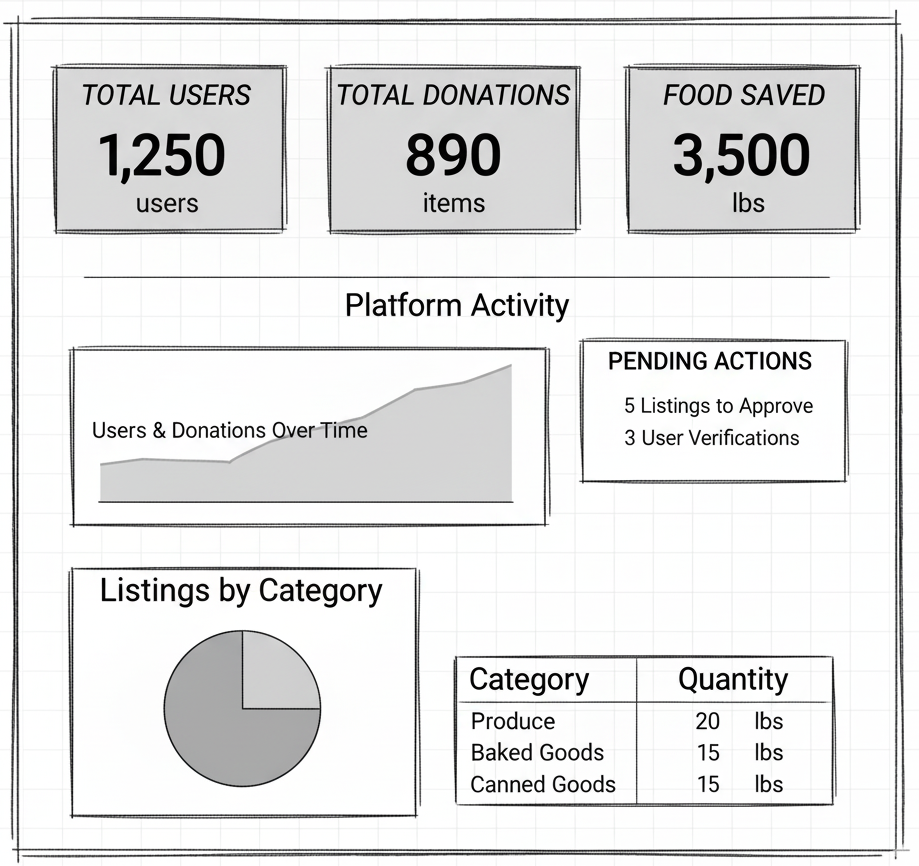 TOTAL USERS
1,250
users
TOTAL DONATIONS
890
items
FOOD SAVED
3,500
lbs
Platform Activity
Users & Donations Over Time
PENDING ACTIONS
5 Listings to Approve
3 User Verifications
Listings by Category
Category Quantity
Produce 20 lbs
Baked Goods 15 lbs
Canned Goods 15 lbs